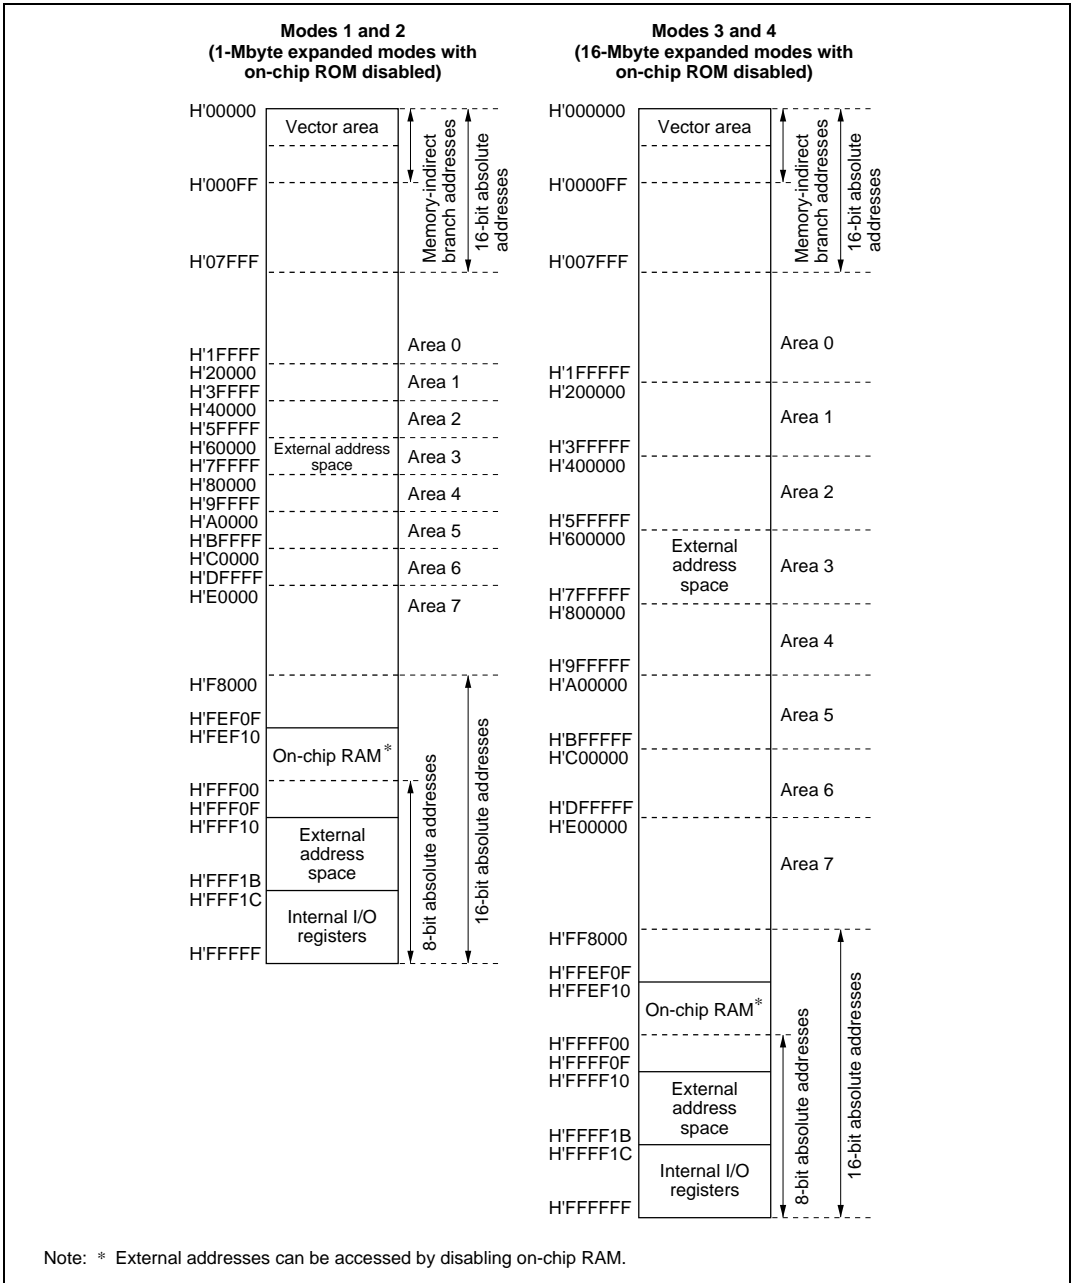 Modes 1 and 2
(1-Mbyte expanded modes with
on-chip ROM disabled)
H'00000
Vector area
H'000FF
H'07FFF
Memory-indirect
branch addresses
16-bit absolute
addresses
H'1FFFF
Area 0
H'20000
H'3FFFF
Area 1
H'40000
H'5FFFF
Area 2
H'60000
H'7FFFF
External address
space
Area 3
H'80000
H'9FFFF
Area 4
H'A0000
H'BFFFF
Area 5
H'C0000
H'DFFFF
Area 6
H'E0000
Area 7
H'F8000
H'FEF0F
H'FEF10
On-chip RAM*
H'FFF00
H'FFF0F
H'FFF10
External
address
space
H'FFF1B
H'FFF1C
Internal I/O
registers
H'FFFFF
8-bit absolute addresses
16-bit absolute addresses
Modes 3 and 4
(16-Mbyte expanded modes with
on-chip ROM disabled)
H'000000
Vector area
H'0000FF
H'007FFF
Memory-indirect
branch addresses
16-bit absolute
addresses
Area 0
H'1FFFFF
H'200000
Area 1
H'3FFFFF
H'400000
Area 2
H'5FFFFF
H'600000
External
address
space
Area 3
H'7FFFFF
H'800000
Area 4
H'9FFFFF
H'A00000
Area 5
H'BFFFFF
H'C00000
Area 6
H'DFFFFF
H'E00000
Area 7
H'FF8000
H'FFEF0F
H'FFEF10
On-chip RAM*
H'FFFF00
H'FFFF0F
H'FFFF10
External
address
space
H'FFFF1B
H'FFFF1C
Internal I/O
registers
H'FFFFFF
8-bit absolute addresses
16-bit absolute addresses
Note: * External addresses can be accessed by disabling on-chip RAM.